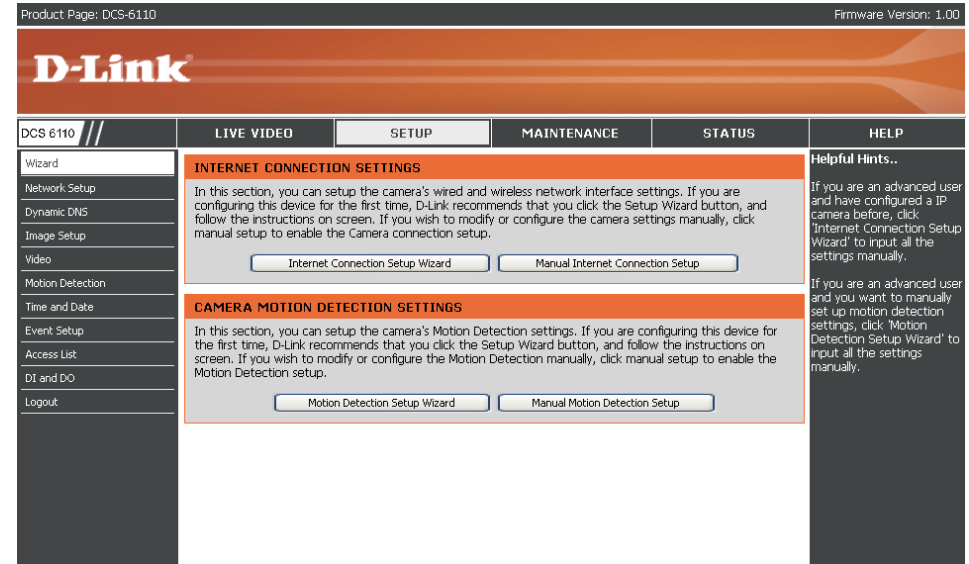 Product Page: DCS-6110
Firmware Version: 1.00
D-Link®
DCS 6110 ///
LIVE VIDEO
SETUP
MAINTENANCE
STATUS
HELP
Wizard
Network Setup
Dynamic DNS
Image Setup
Video
Motion Detection
Time and Date
Event Setup
Access List
DI and DO
Logout
INTERNET CONNECTION SETTINGS
In this section, you can setup the camera's wired and wireless network interface settings. If you are
configuring this device for the first time, D-Link recommends that you click the Setup Wizard button, and
follow the instructions on screen. If you wish to modify or configure the camera settings manually, click
manual setup to enable the Camera connection setup.
Internet Connection Setup Wizard
Manual Internet Connection Setup
CAMERA MOTION DETECTION SETTINGS
In this section, you can setup the camera's Motion Detection settings. If you are configuring this device for
the first time, D-Link recommends that you click the Setup Wizard button, and follow the instructions on
screen. If you wish to modify or configure the Motion Detection manually, click manual setup to enable the
Motion Detection setup.
Motion Detection Setup Wizard
Manual Motion Detection Setup
Helpful Hints..
If you are an advanced user
and have configured a IP
camera before, click
'Internet Connection Setup
Wizard' to input all the
settings manually.
If you are an advanced user
and you want to manually
set up motion detection
settings, click 'Motion
Detection Setup Wizard' to
input all the settings
manually.